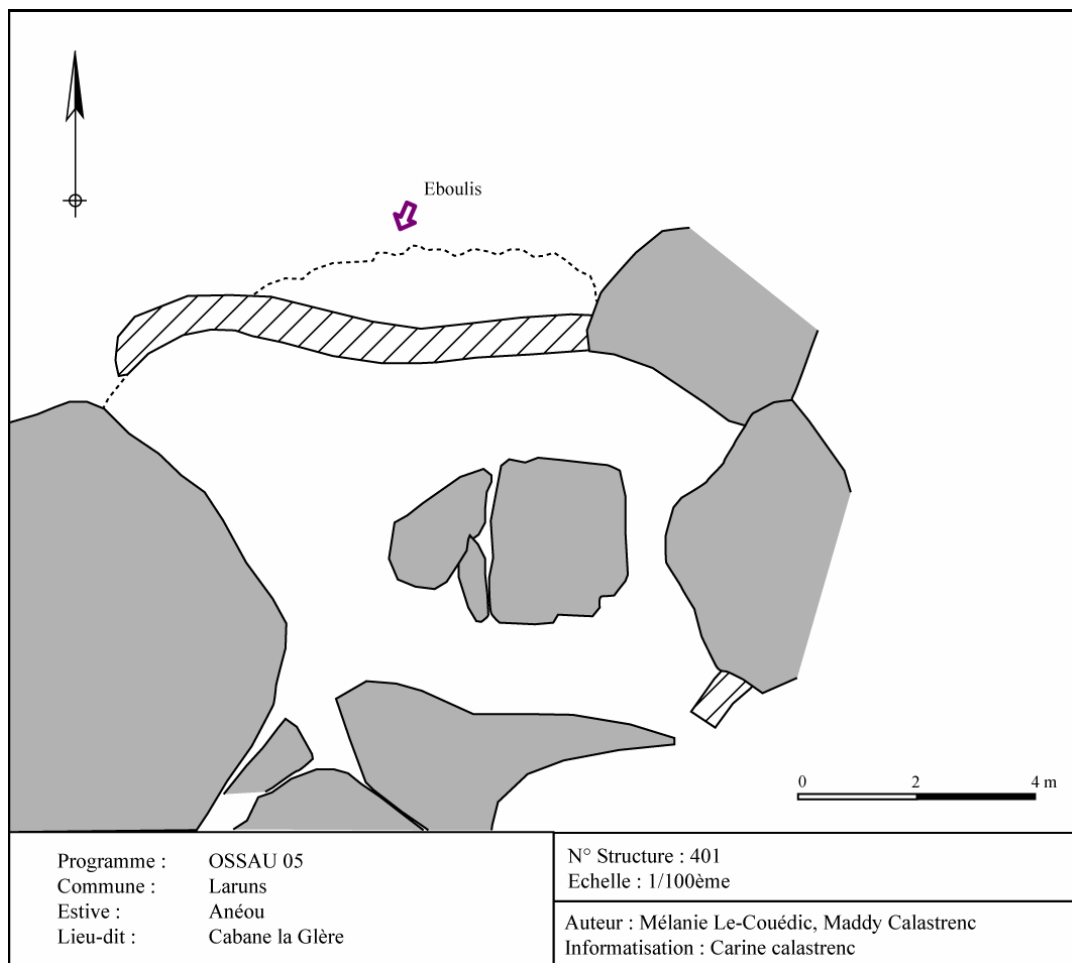 Eboulis
0 2 4 m
Programme : OSSAU 05
Commune : Laruns
Estive : Anéou
Lieu-dit : Cabane la Glère
N° Structure : 401
Echelle : 1/100ème
Auteur : Mélanie Le-Couédic, Maddy Calastrenc
Informatisation : Carine calastrenc